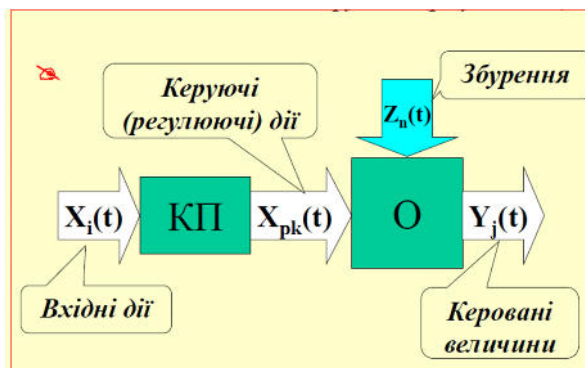 Керуючі
(регулюючі) дії
Збурення
Zn(t)
Xi(t)
КП
Xpk(t)
О
Yj(t)
Вхідні дії
Керовані
величини